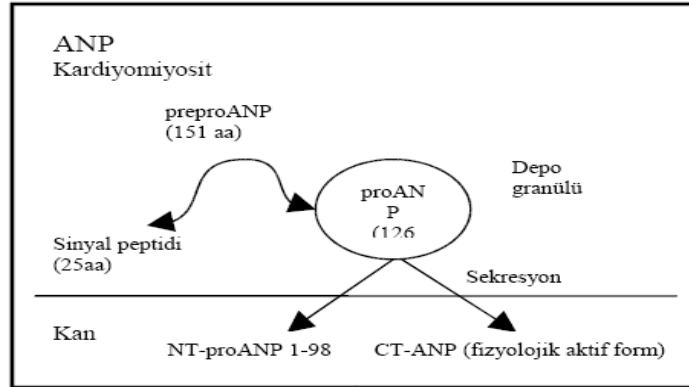 ANP
Kardiyomiyosit
preproANP
(151 aa)
Depo
granülü
proAN
P
(126
Sinyal peptidi
(25aa)
Sekresyon
Kan
NT-proANP 1-98
CT-ANP (fizyolojik aktif form)